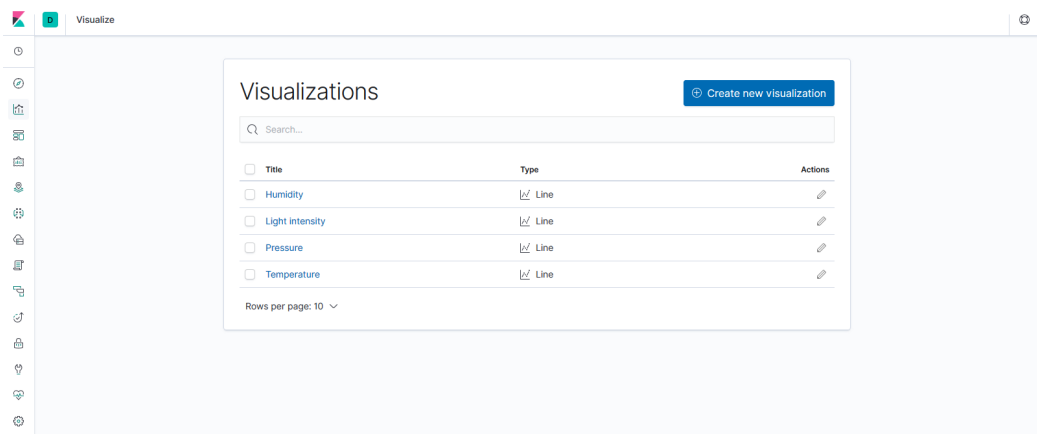 D Visualize
Visualizations
Create new visualization
Search...
Title Type Actions
Humidity Line
Light intensity Line
Pressure Line
Temperature Line
Rows per page: 10